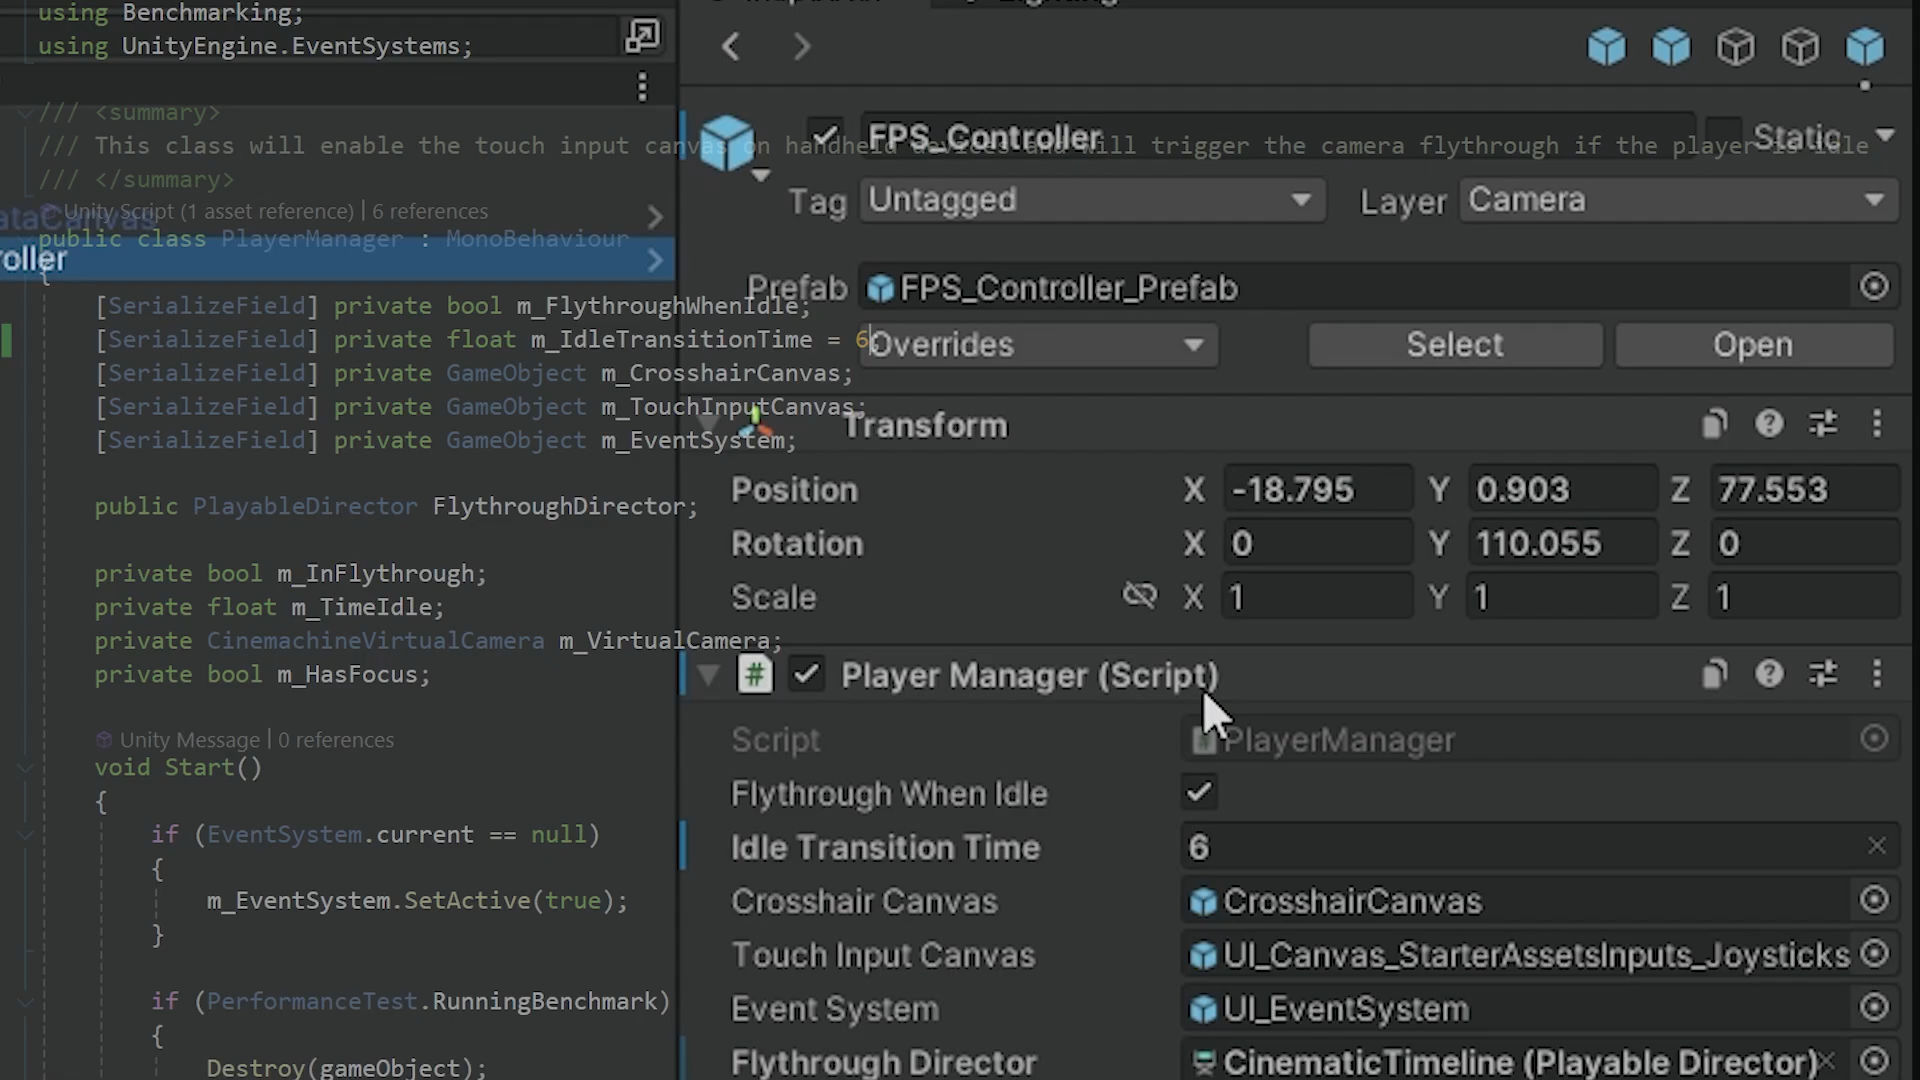 using Benchmarking;
using UnityEngine.EventSystems;
/// <summary>
/// This class will enable the touch input canvas on handheld devices and will trigger the camera flythrough if the player is idle
/// </summary>
Unity Script (1 asset reference) | 6 references
ataCanvas
public class PlayerManager : MonoBehaviour
roller
{
[SerializeField] private bool m_FlythroughWhenIdle;
[SerializeField] private float m_IdleTransitionTime = 6;
[SerializeField] private GameObject m_CrosshairCanvas;
[SerializeField] private GameObject m_TouchInputCanvas;
[SerializeField] private GameObject m_EventSystem;
public PlayableDirector FlythroughDirector;
private bool m_InFlythrough;
private float m_TimeIdle;
private CinemachineVirtualCamera m_VirtualCamera;
private bool m_HasFocus;
Unity Message | 0 references
void Start()
{
if (EventSystem.current == null)
{
m_EventSystem.SetActive(true);
}
if (PerformanceTest.RunningBenchmark)
{
Destroy(gameObject);
FPS_Controller Static
Tag Untagged Layer Camera
Prefab FPS_Controller_Prefab
Overrides Select Open
Transform
Position X -18.795 Y 0.903 Z 77.553
Rotation X 0 Y 110.055 Z 0
Scale X 1 Y 1 Z 1
# Player Manager (Script)
Script PlayerManager
Flythrough When Idle
Idle Transition Time 6
Crosshair Canvas CrosshairCanvas
Touch Input Canvas UI_Canvas_StarterAssetsInputs_Joysticks
Event System UI_EventSystem
Flythrough Director CinematicTimeline (Playable Director)